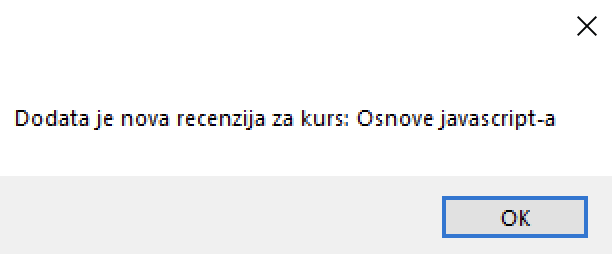 Dodata je nova recenzija za kurs: Osnove javascript-a
OK